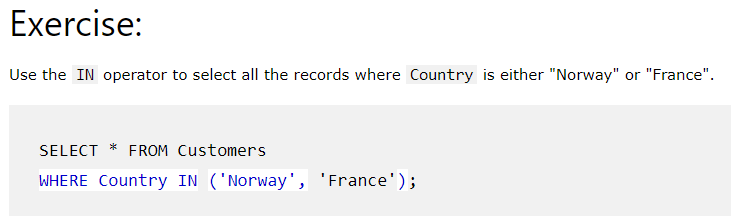 Exercise:
Use the IN operator to select all the records where Country is either "Norway" or "France".
SELECT * FROM Customers
WHERE Country IN ('Norway', 'France');